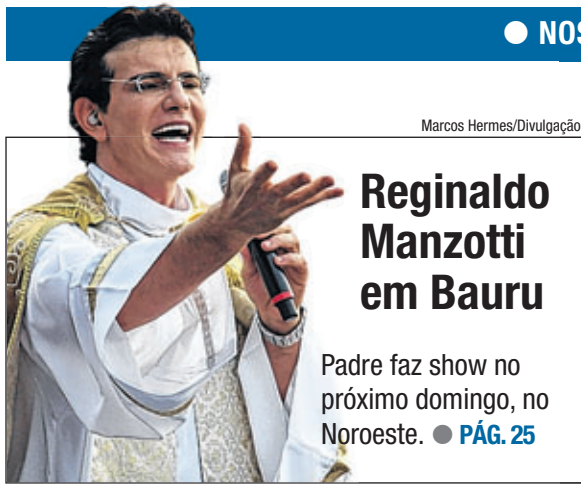 ● NOS
Marcos Hermes/Divulgação
Reginaldo
Manzotti
em Bauru
Padre faz show no
próximo domingo, no
Noroeste. ● PÁG. 25